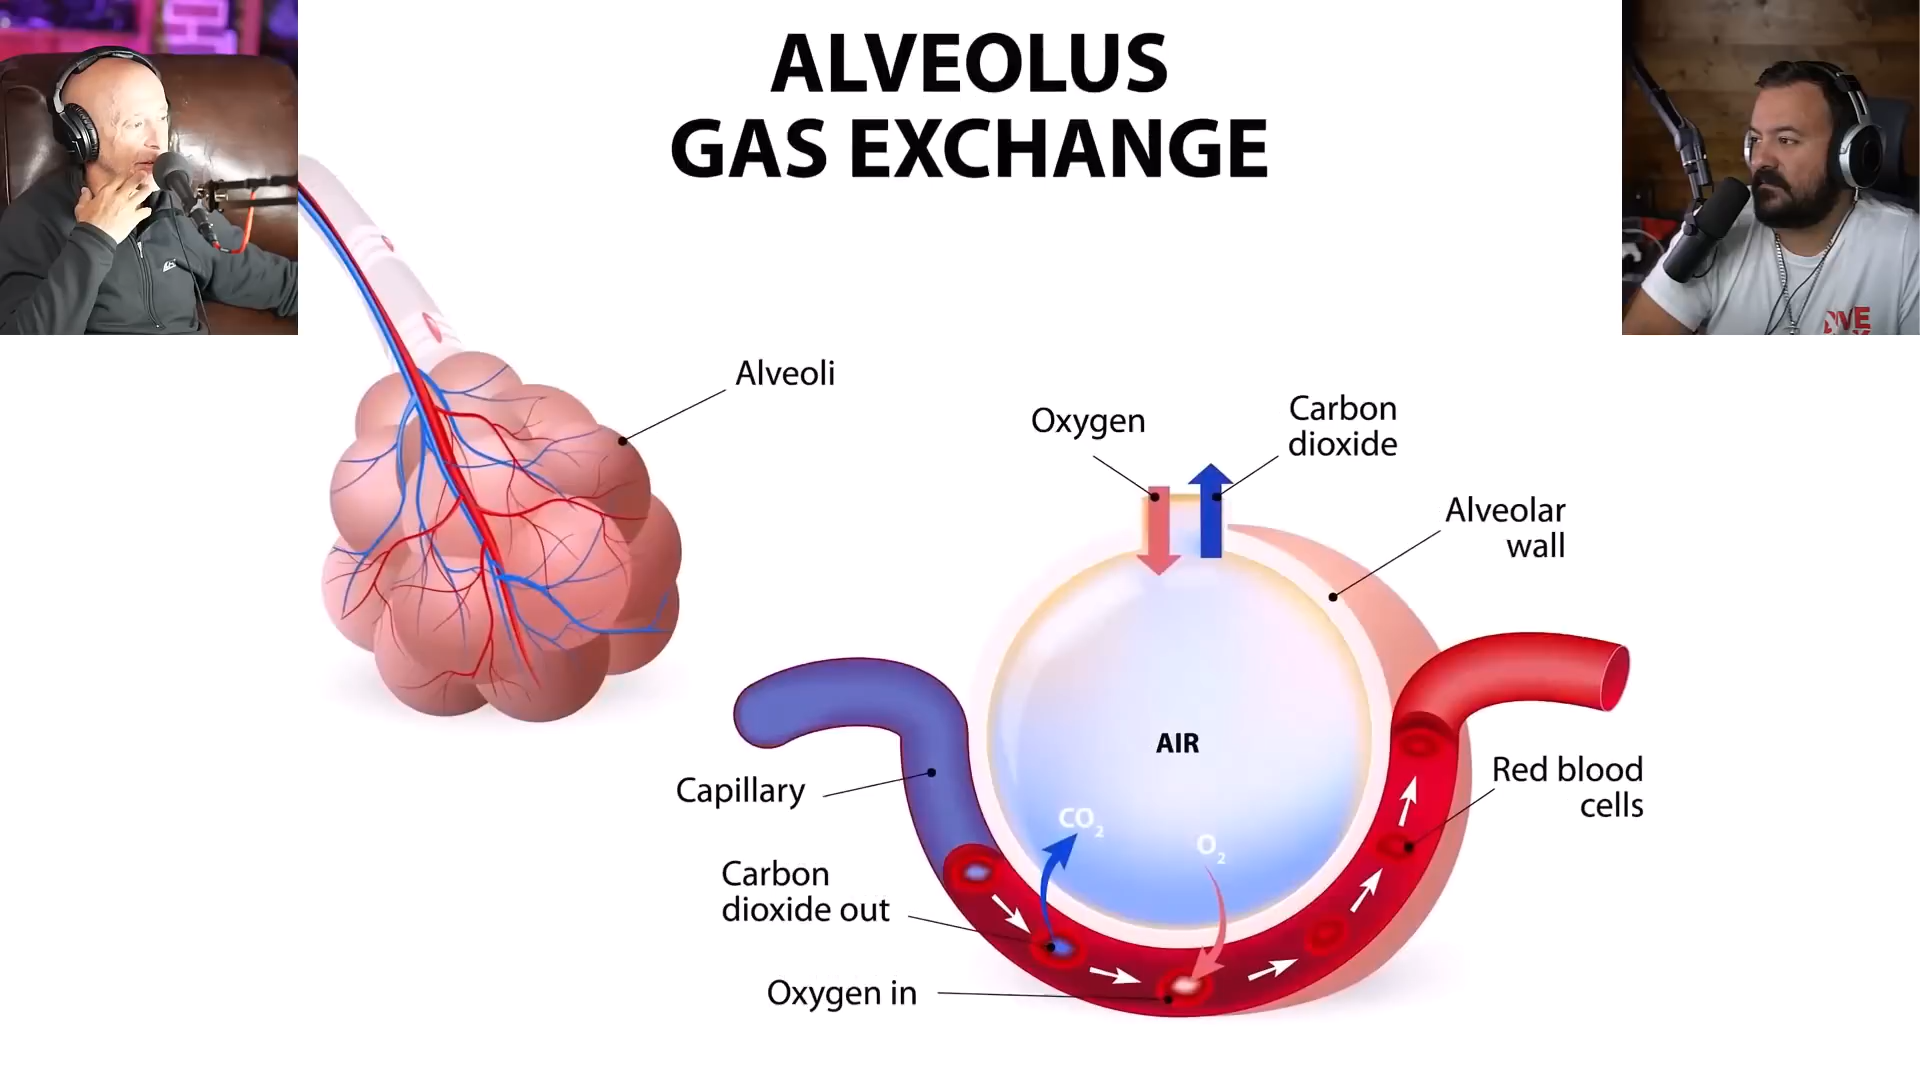 ALVEOLUS
GAS EXCHANGE
Alveoli
Oxygen
Carbon
dioxide
Alveolar
wall
AIR
Capillary
Red blood
cells
CO2
O2
Carbon
dioxide out
Oxygen in